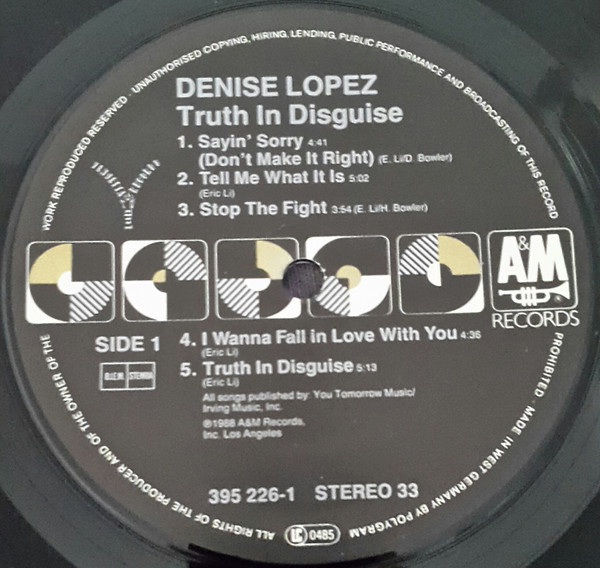 DENISE LOPEZ
Truth In Disguise
1. Sayin' Sorry 4:41
(Don't Make It Right) (E. Li/D. Bowler)
2. Tell Me What It Is 5:02
(Eric Li)
3. Stop The Fight 3:54 (E. Li/H. Bowler)
A&M
RECORDS
SIDE 1
B.I.E.M. STEMRA
4. I Wanna Fall in Love With You 4:36
(Eric Li)
5. Truth In Disguise 5:13
(Eric Li)
All songs published by: You Tomorrow Music/
Irving Music, Inc.
℗1988 A&M Records,
Inc. Los Angeles
395 226-1 STEREO 33
LC 0485
ALL RIGHTS OF THE PRODUCER AND OF THE OWNER OF THE WORK REPRODUCED RESERVED · UNAUTHORISED COPYING, HIRING, LENDING, PUBLIC PERFORMANCE AND BROADCASTING OF THIS RECORD PROHIBITED · MADE IN WEST GERMANY BY POLYGRAM